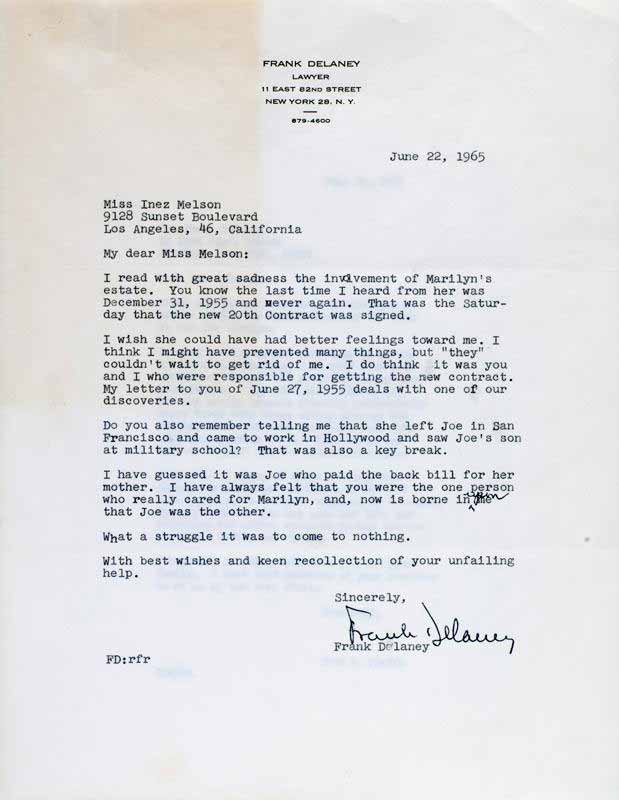 FRANK DELANEY
LAWYER
11 EAST 82ND STREET
NEW YORK 28, N. Y.
879-4600
June 22, 1965
Miss Inez Melson
9128 Sunset Boulevard
Los Angeles, 46, California
My dear Miss Melson:
I read with great sadness the invlvement of Marilyn's
estate. You know the last time I heard from her was
December 31, 1955 and never again. That was the Satur-
day that the new 20th Contract was signed.
I wish she could have had better feelings toward me. I
think I might have prevented many things, but "they"
couldn't wait to get rid of me. I do think it was you
and I who were responsible for getting the new contract.
My letter to you of June 27, 1955 deals with one of our
discoveries.
Do you also remember telling me that she left Joe in San
Francisco and came to work in Hollywood and saw Joe's son
at military school? That was also a key break.
I have guessed it was Joe who paid the back bill for her
mother. I have always felt that you were the one person
who really cared for Marilyn, and, now is borne in upon me
that Joe was the other.
What a struggle it was to come to nothing.
With best wishes and keen recollection of your unfailing
help.
Sincerely,
Frank Delaney
Frank Delaney
FD:rfr